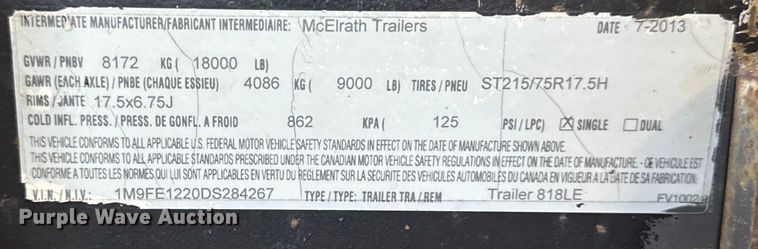 INTERMEDIATE MANUFACTURER/FABRICANT INTERMEDIAIRE: McElrath Trailers DATE 7-2013
GVWR / PNBV 8172 KG ( 18000 LB)
GAWR (EACH AXLE) / PNBE (CHAQUE ESSIEU) 4086 KG ( 9000 LB) TIRES / PNEU ST215/75R17.5H
RIMS / JANTE 17.5x6.75J
COLD INFL. PRESS. / PRESS. DE GONFL. A FROID 862 KPA ( 125 PSI / LPC) ☒ SINGLE ☐ DUAL
THIS VEHICLE CONFORMS TO ALL APPLICABLE U.S. FEDERAL MOTOR VEHICLE SAFETY STANDARDS IN EFFECT ON THE DATE OF MANUFACTURE SHOWN ABOVE.
THIS VEHICLE CONFORMS TO ALL APPLICABLE STANDARDS PRESCRIBED UNDER THE CANADIAN MOTOR VEHICLE SAFETY REGULATIONS IN EFFECT ON THE DATE OF MANUFACTURE. - CE VEHICULE EST
CONFORME A TOUTES LES NORMES QUI LUI SONT APPLICABLES EN VERTU DU REGLEMENT SUR LA SECURITE DES VEHICULES AUTOMOBILES DU CANADA EN VIGUEUR A LA DATE DE SA FABRICATION:
V.I.N. / N.I.V.: 1M9FE1220DS284267 TYPE / TYPE: TRAILER TRA./.REM Trailer 818LE EV1002
Purple Wave Auction